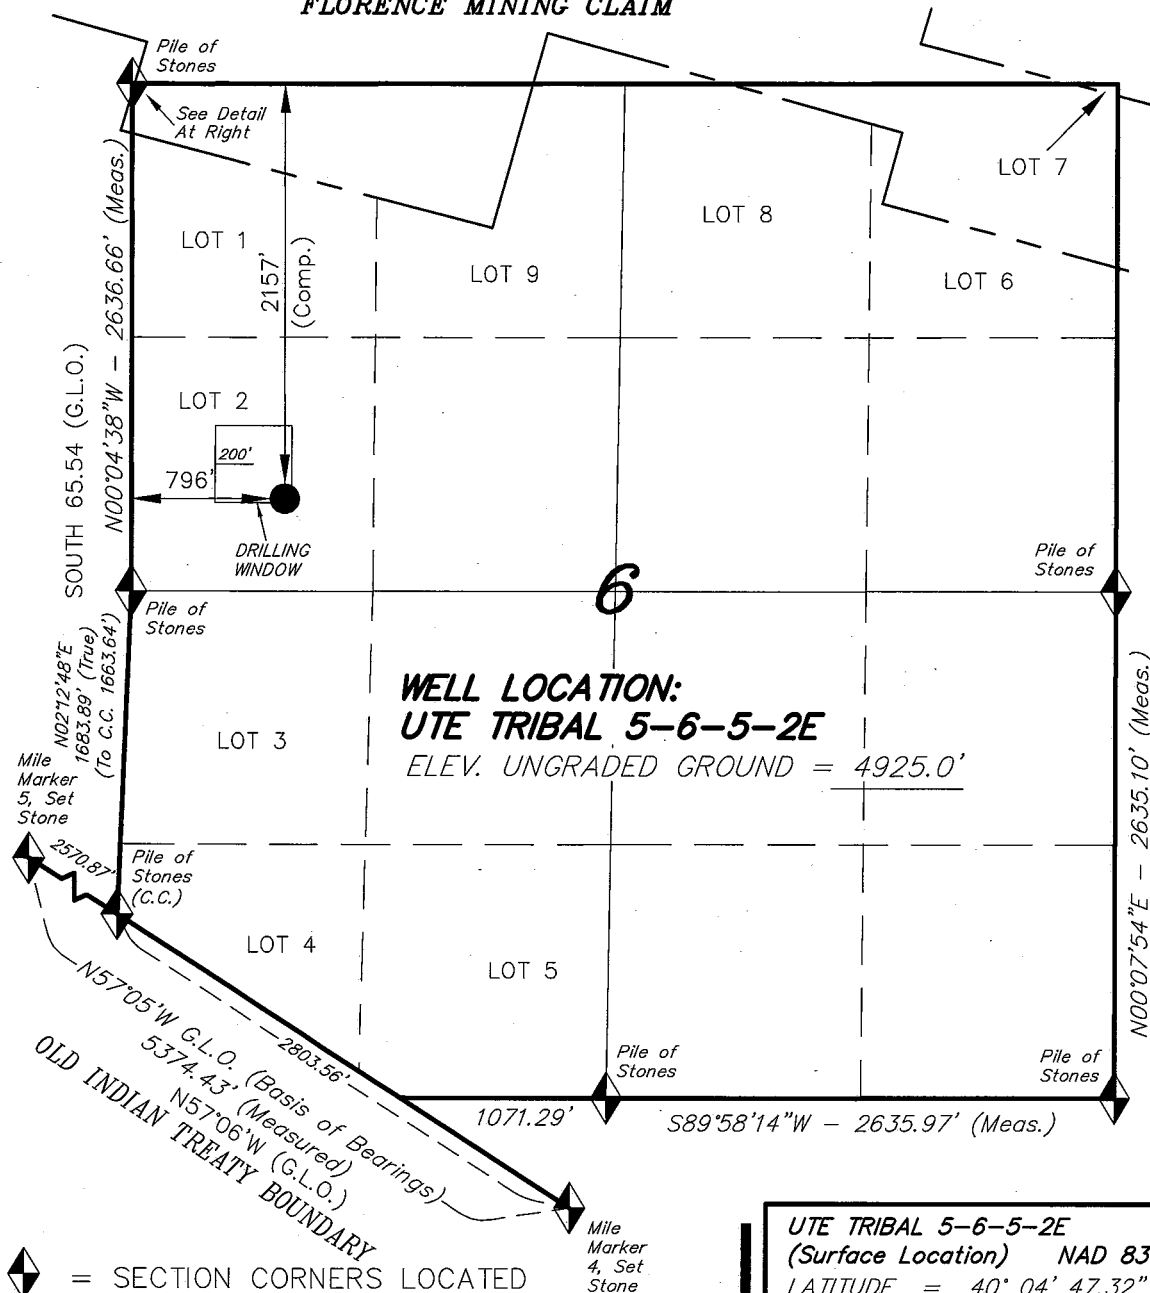 FLORENCE MINING CLAIM
Pile of
Stones
See Detail
At Right
LOT 7
LOT 1
LOT 8
LOT 9
LOT 6
2157'
(Comp.)
N00°04'38"W – 2636.66' (Meas.)
SOUTH 65.54 (G.L.O.)
LOT 2
200'
796'
DRILLING
WINDOW
6
Pile of
Stones
Pile of
Stones
N02°12'48"E
1683.89' (True)
(To C.C. 1663.64')
WELL LOCATION:
UTE TRIBAL 5–6–5–2E
ELEV. UNGRADED GROUND = 4925.0'
LOT 3
Mile
Marker
5, Set
Stone
2570.87'
Pile of
Stones
(C.C.)
LOT 4
LOT 5
N00°07'54"E – 2635.10' (Meas.)
N57°05'W G.L.O. (Basis of Bearings)
5374.43' (Measured)
N57°06'W (G.L.O.)
2803.56'
OLD INDIAN TREATY BOUNDARY
Pile of
Stones
Pile of
Stones
1071.29'
S89°58'14"W – 2635.97' (Meas.)
Mile
Marker
4, Set
Stone
= SECTION CORNERS LOCATED
UTE TRIBAL 5–6–5–2E
(Surface Location) NAD 83
LATITUDE = 40° 04' 47.32"